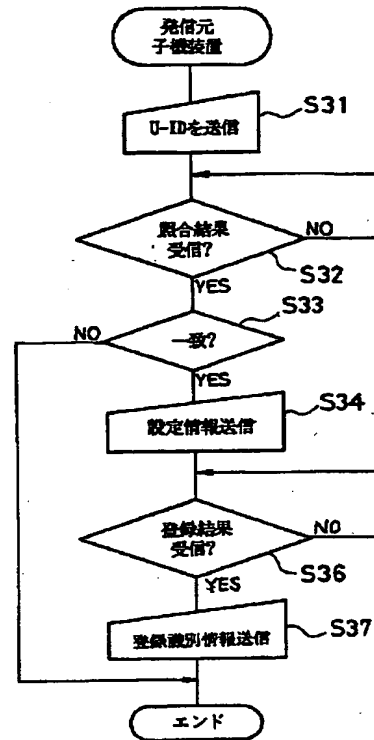 発信元
子機装置
U-IDを送信
S31
照合結果
受信?
NO
S32
YES
S33
NO
一致?
YES
設定情報送信
S34
登録結果
受信?
NO
S36
YES
登録識別情報送信
S37
エンド